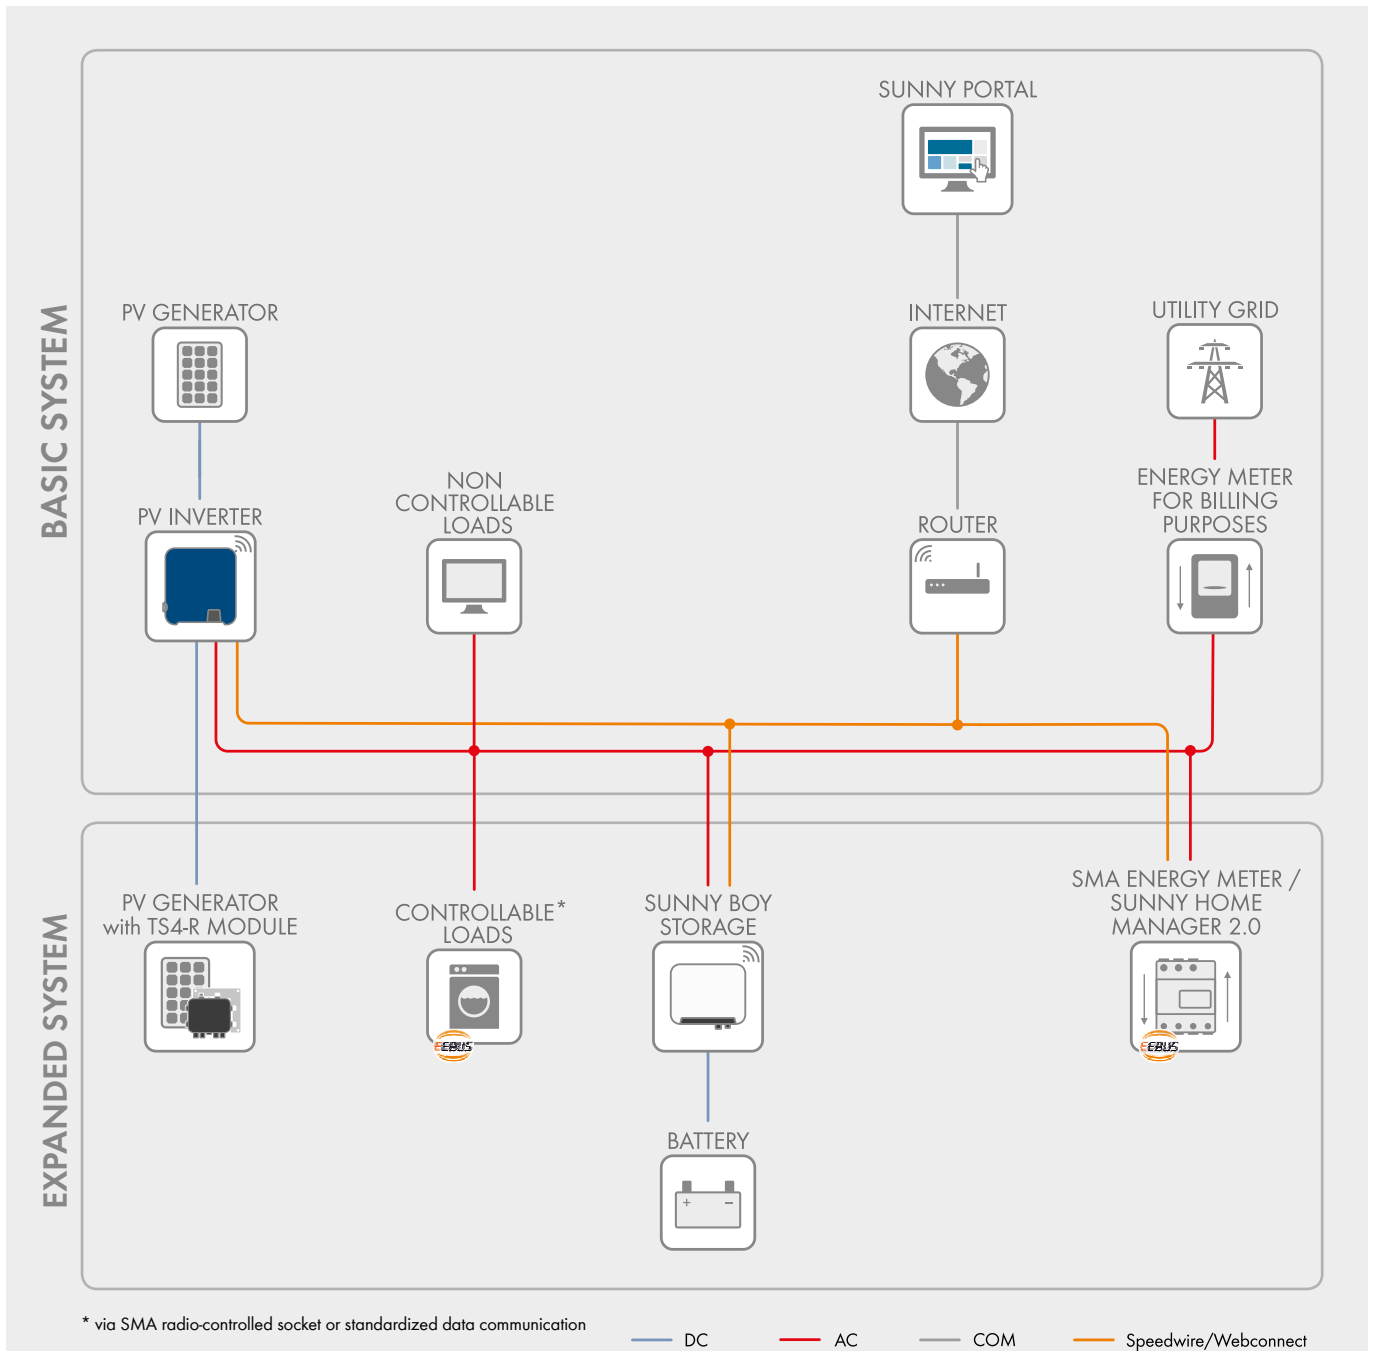 SUNNY PORTAL
PV GENERATOR
INTERNET
UTILITY GRID
BASIC SYSTEM
NON
CONTROLLABLE
LOADS
ENERGY METER
FOR BILLING
PURPOSES
PV INVERTER
ROUTER
PV GENERATOR
with TS4-R MODULE
CONTROLLABLE*
LOADS
SUNNY BOY
STORAGE
SMA ENERGY METER /
SUNNY HOME
MANAGER 2.0
EXPANDED SYSTEM
EEBUS
EEBUS
BATTERY
+ −
* via SMA radio-controlled socket or standardized data communication
DC
AC
COM
Speedwire/Webconnect